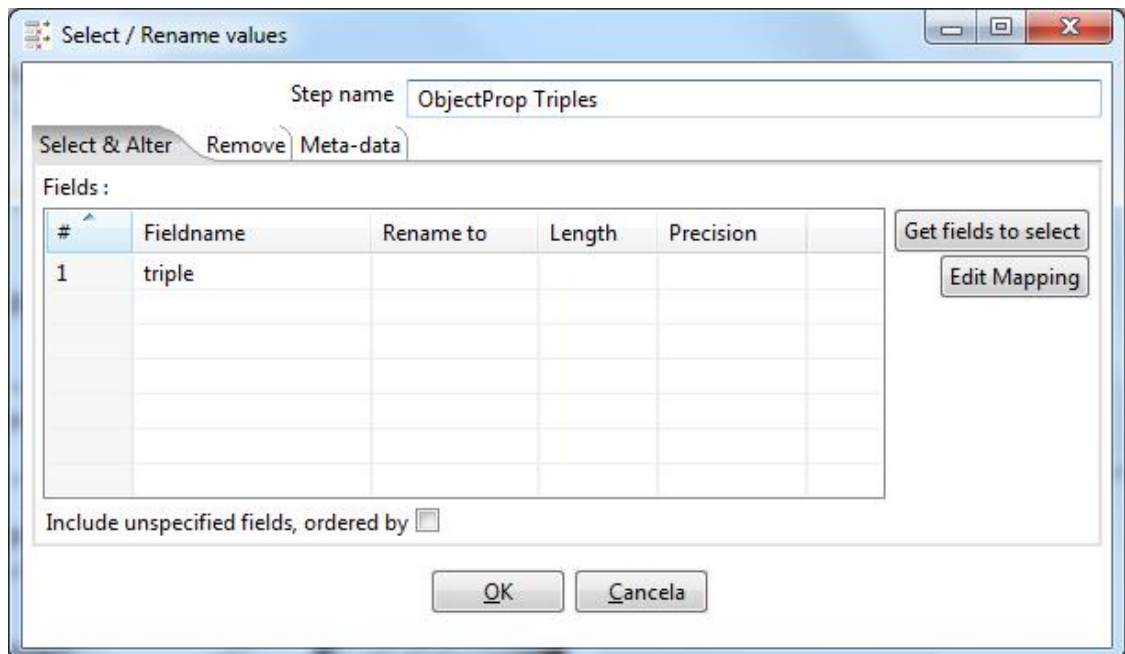 Select / Rename values
Step name ObjectProp Triples
Select & Alter Remove Meta-data
Fields :
# Fieldname Rename to Length Precision
Get fields to select
1 triple
Edit Mapping
Include unspecified fields, ordered by
OK Cancela